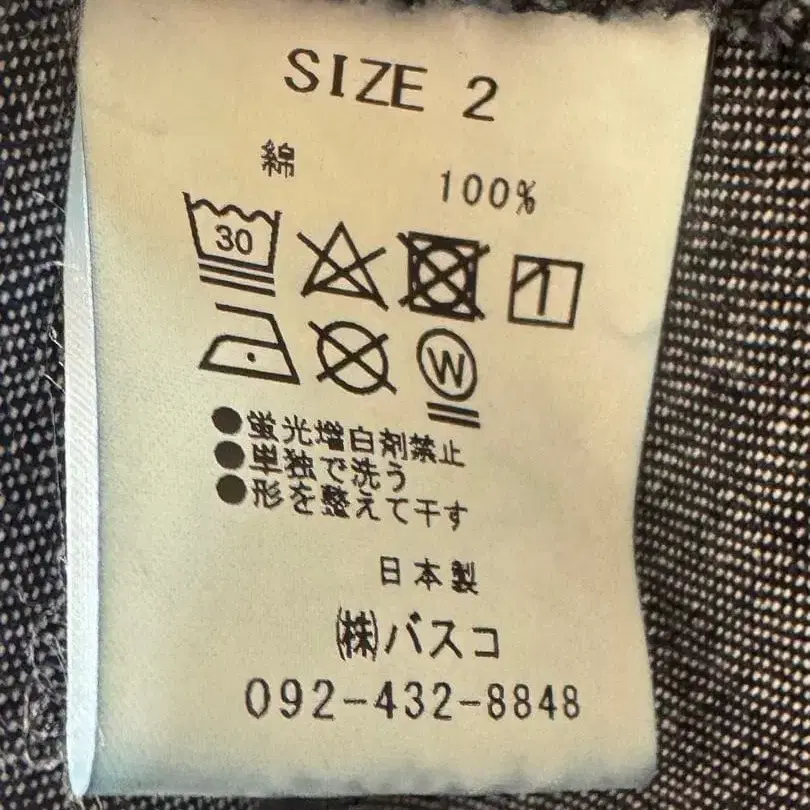 SIZE 2
綿 100%
30
W
●蛍光増白剤禁止
●単独で洗う
●形を整えて干す
日本製
㈱バスコ
092-432-8848